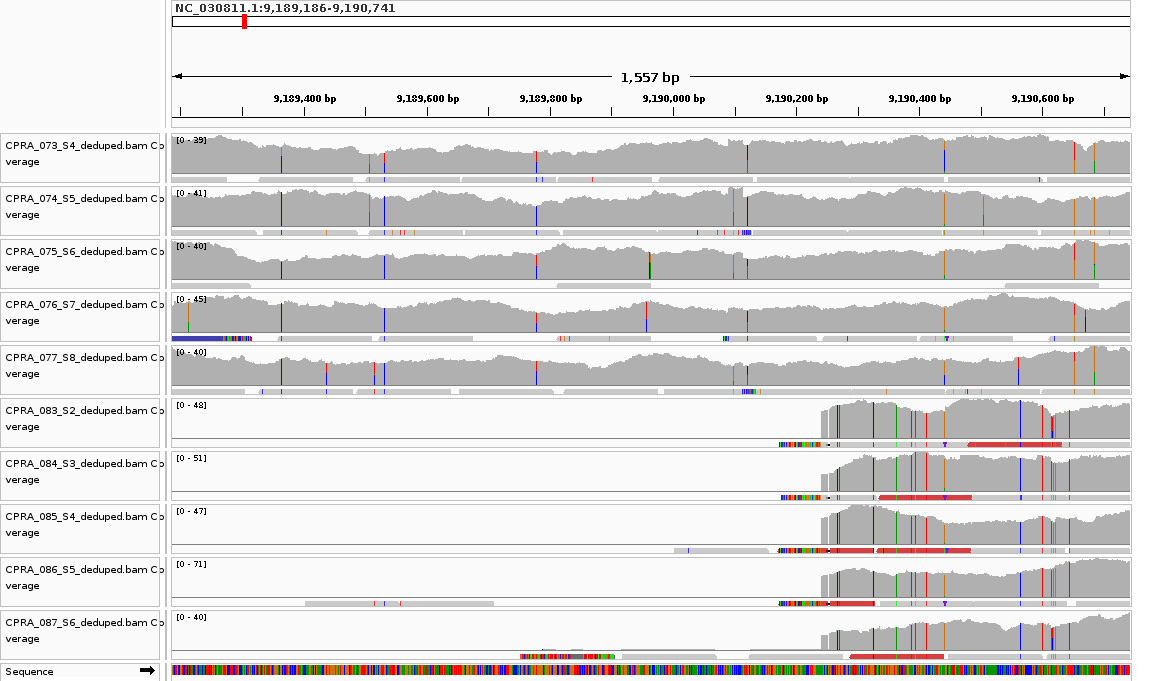 NC_030811.1:9,189,186-9,190,741
1,557 bp
9,189,400 bp 9,189,600 bp 9,189,800 bp 9,190,000 bp 9,190,200 bp 9,190,400 bp 9,190,600 bp
CPRA_073_S4_deduped.bam Co
verage
[0 - 39]
CPRA_074_S5_deduped.bam Co
verage
[0 - 41]
CPRA_075_S6_deduped.bam Co
verage
[0 - 40]
CPRA_076_S7_deduped.bam Co
verage
[0 - 45]
CPRA_077_S8_deduped.bam Co
verage
[0 - 40]
CPRA_083_S2_deduped.bam Co
verage
[0 - 48]
CPRA_084_S3_deduped.bam Co
verage
[0 - 51]
CPRA_085_S4_deduped.bam Co
verage
[0 - 47]
CPRA_086_S5_deduped.bam Co
verage
[0 - 71]
CPRA_087_S6_deduped.bam Co
verage
[0 - 40]
Sequence